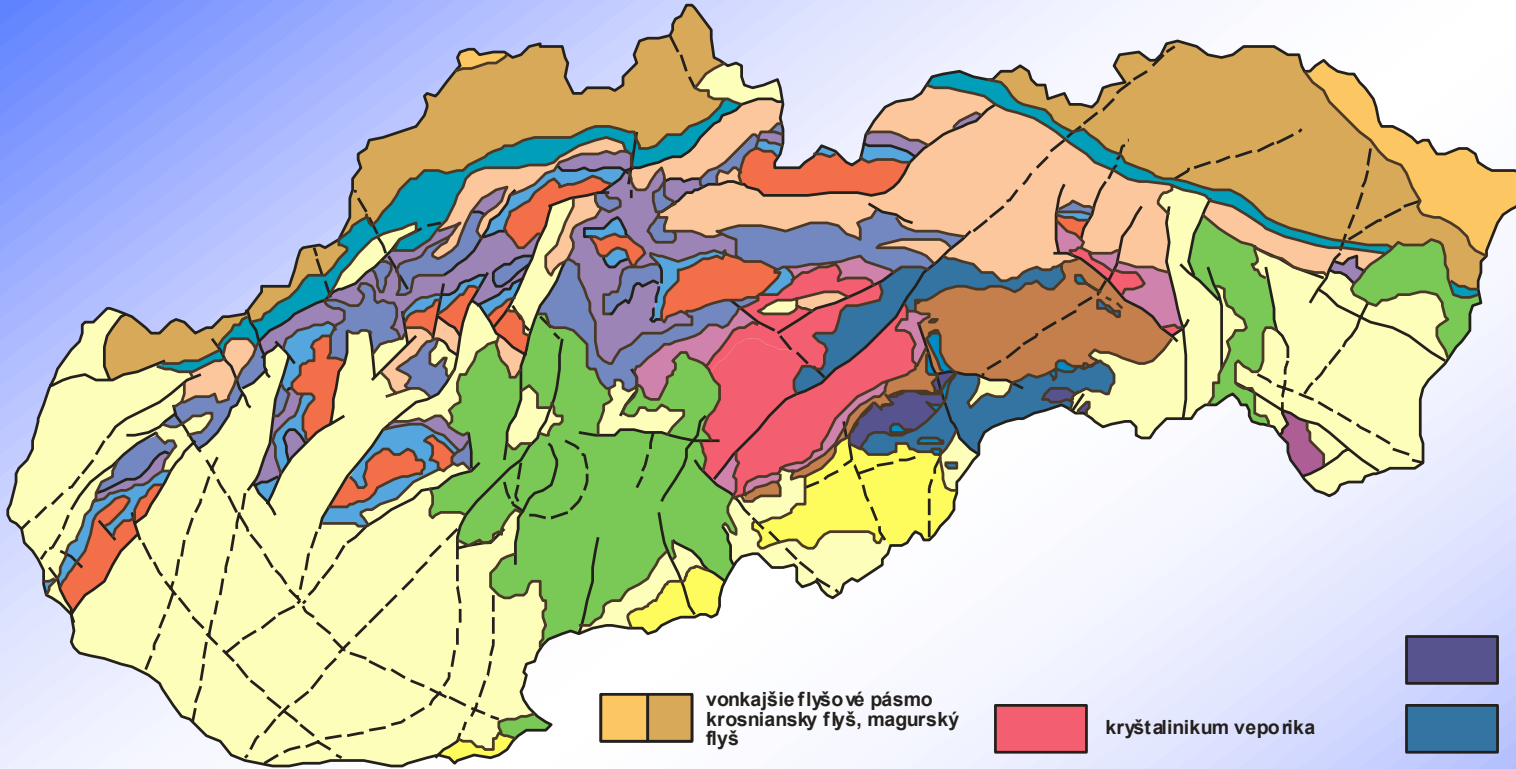 vonkajšie flyšové pásmo
krosniansky flyš, magurský
flyš
kryštalinikum veporika